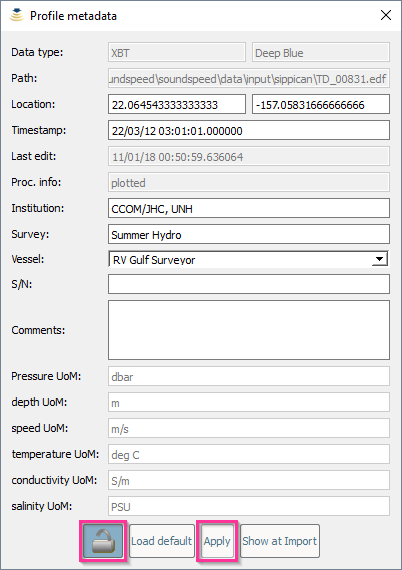 Profile metadata
Data type: XBT Deep Blue
Path: undspeed\soundspeed\data\input\sippican\TD_00831.edf
Location: 22.064543333333333 -157.05831666666666
Timestamp: 22/03/12 03:01:01.000000
Last edit: 11/01/18 00:50:59.636064
Proc. info: plotted
Institution: CCOM/JHC, UNH
Survey: Summer Hydro
Vessel: RV Gulf Surveyor
S/N:
Comments:
Pressure UoM: dbar
depth UoM: m
speed UoM: m/s
temperature UoM: deg C
conductivity UoM: S/m
salinity UoM: PSU
Load default Apply Show at Import